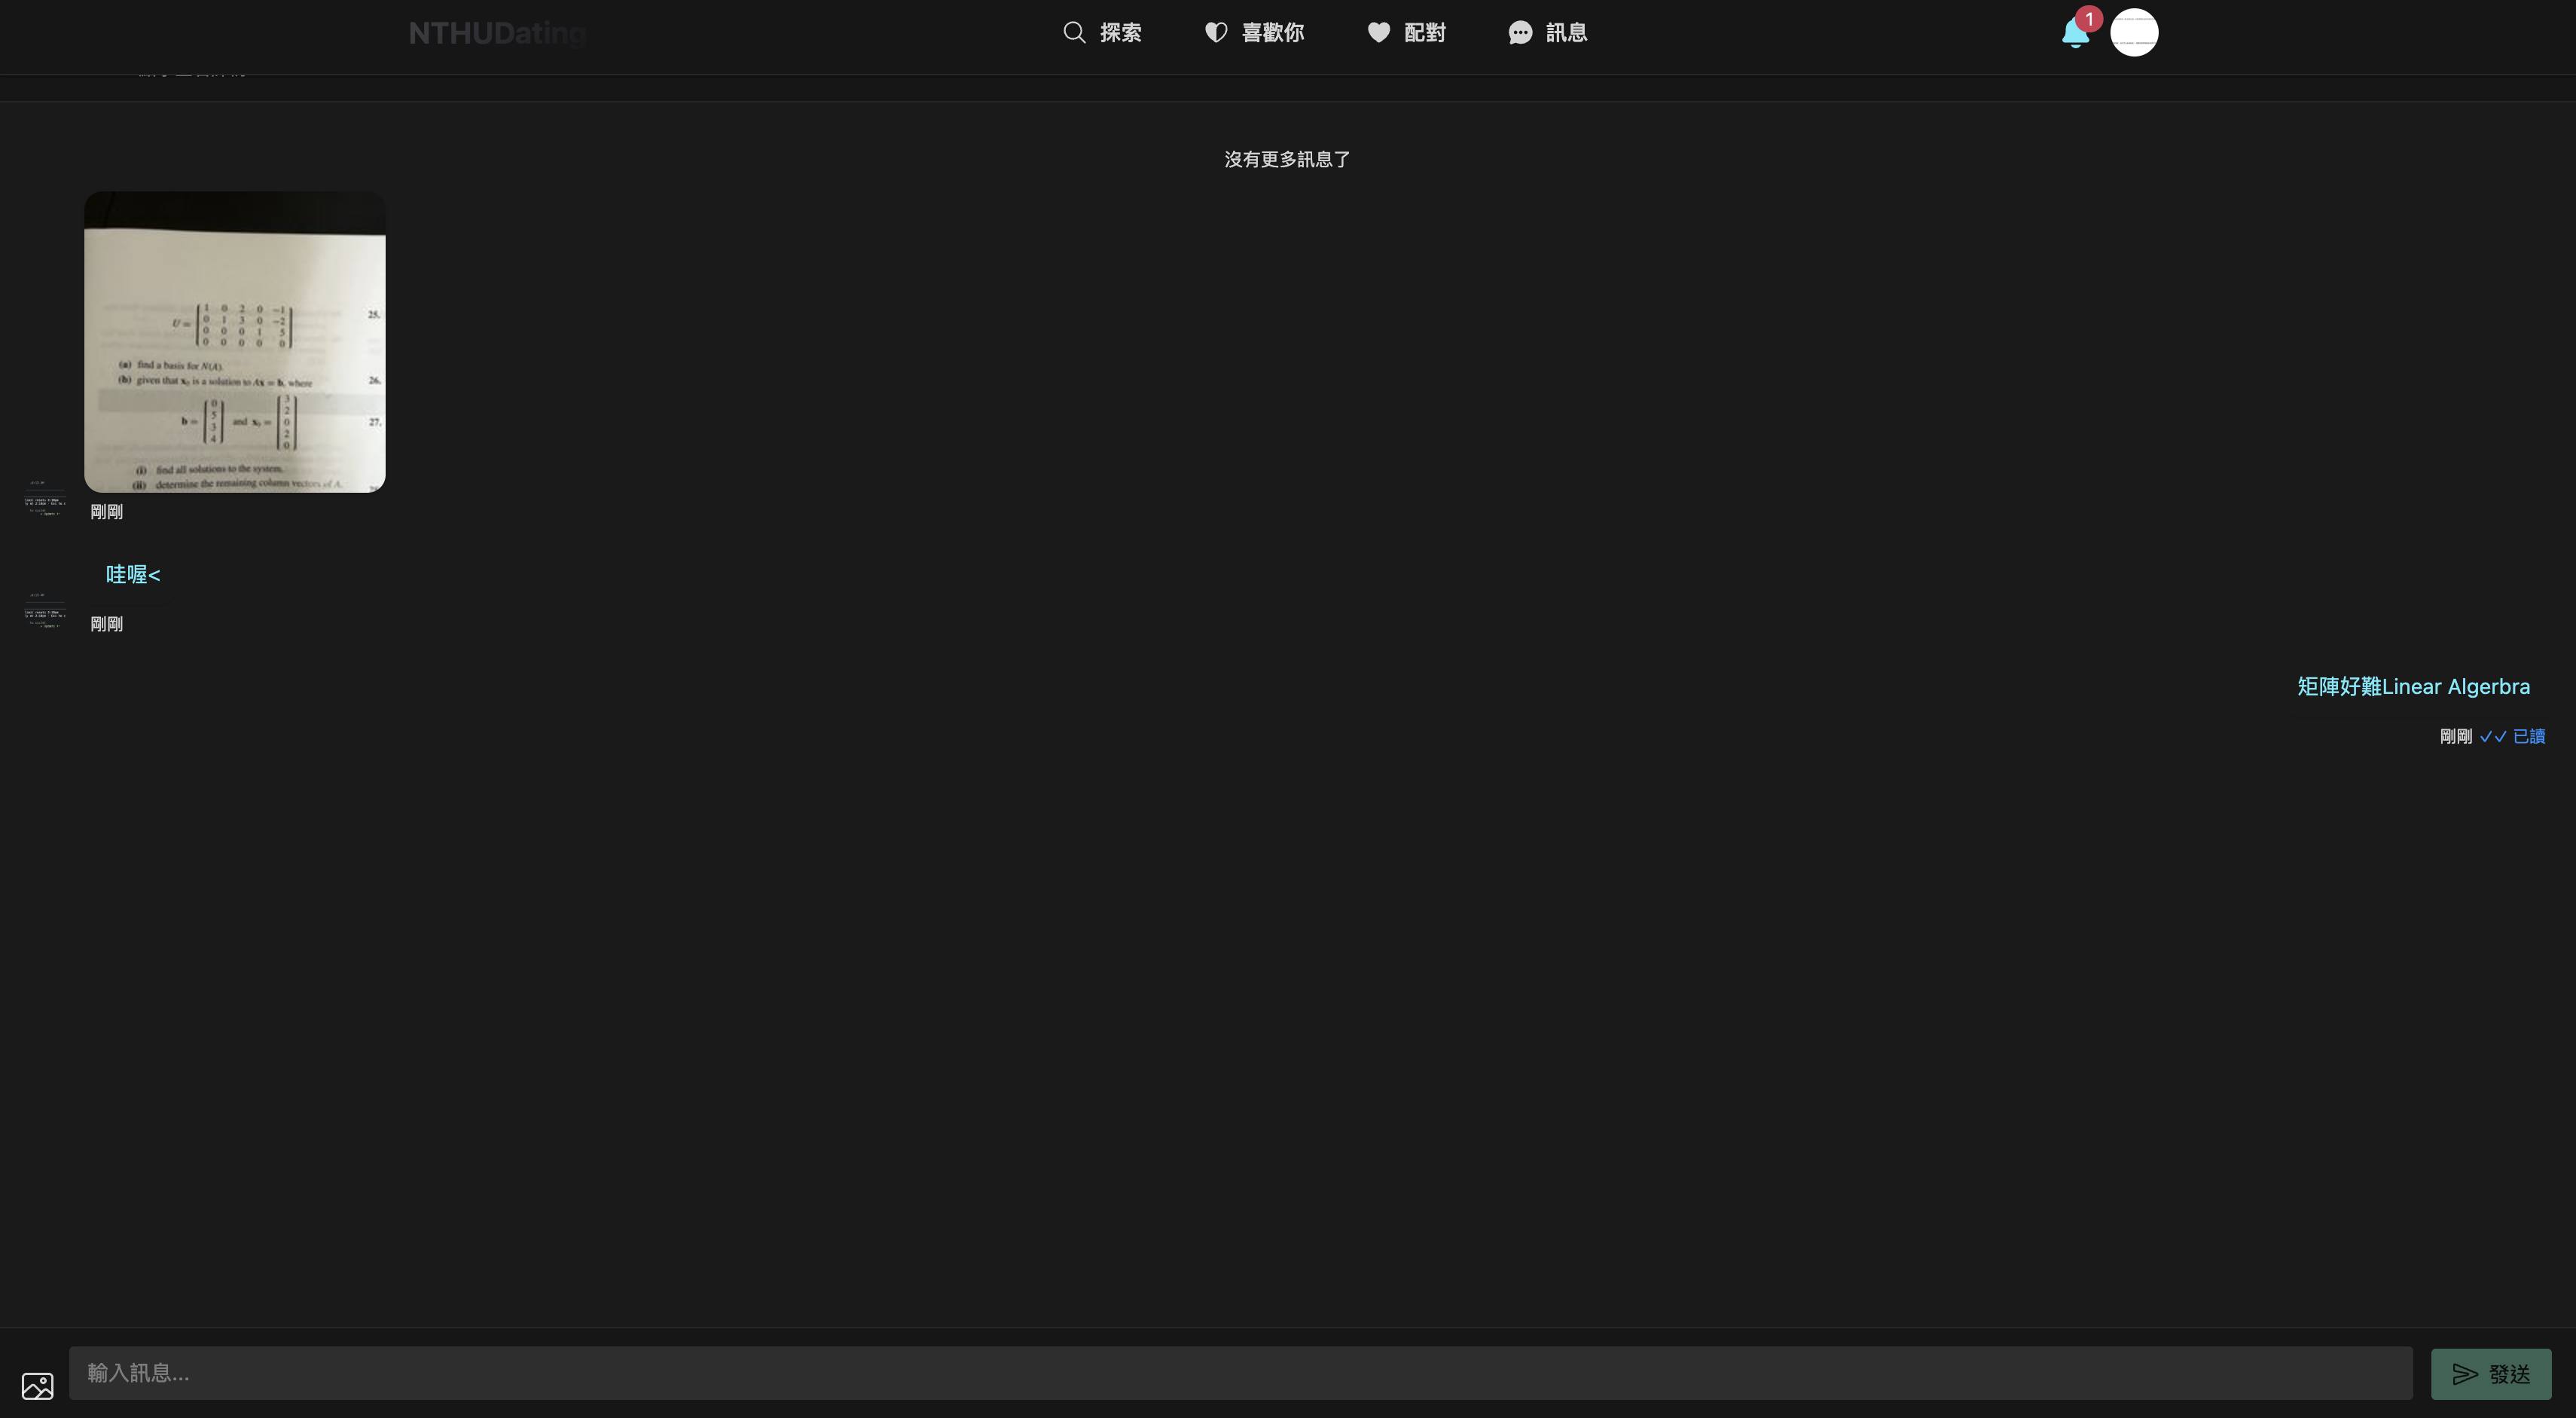 NTHUDating
探索
喜歡你
配對
訊息
1
沒有更多訊息了
U =
1 0 2 0 −1
0 1 3 0 −2
0 0 0 1 5
0 0 0 0 0
25.
(a) find a basis for N(A).
(b) given that x₀ is a solution to Ax = b, where
26.
b =
0
5
3
4
and x₀ =
3
2
0
2
0
27.
(i) find all solutions to the system.
(ii) determine the remaining column vectors of A.
剛剛
哇喔<
剛剛
矩陣好難Linear Algerbra
剛剛 ✓✓ 已讀
輸入訊息...
發送